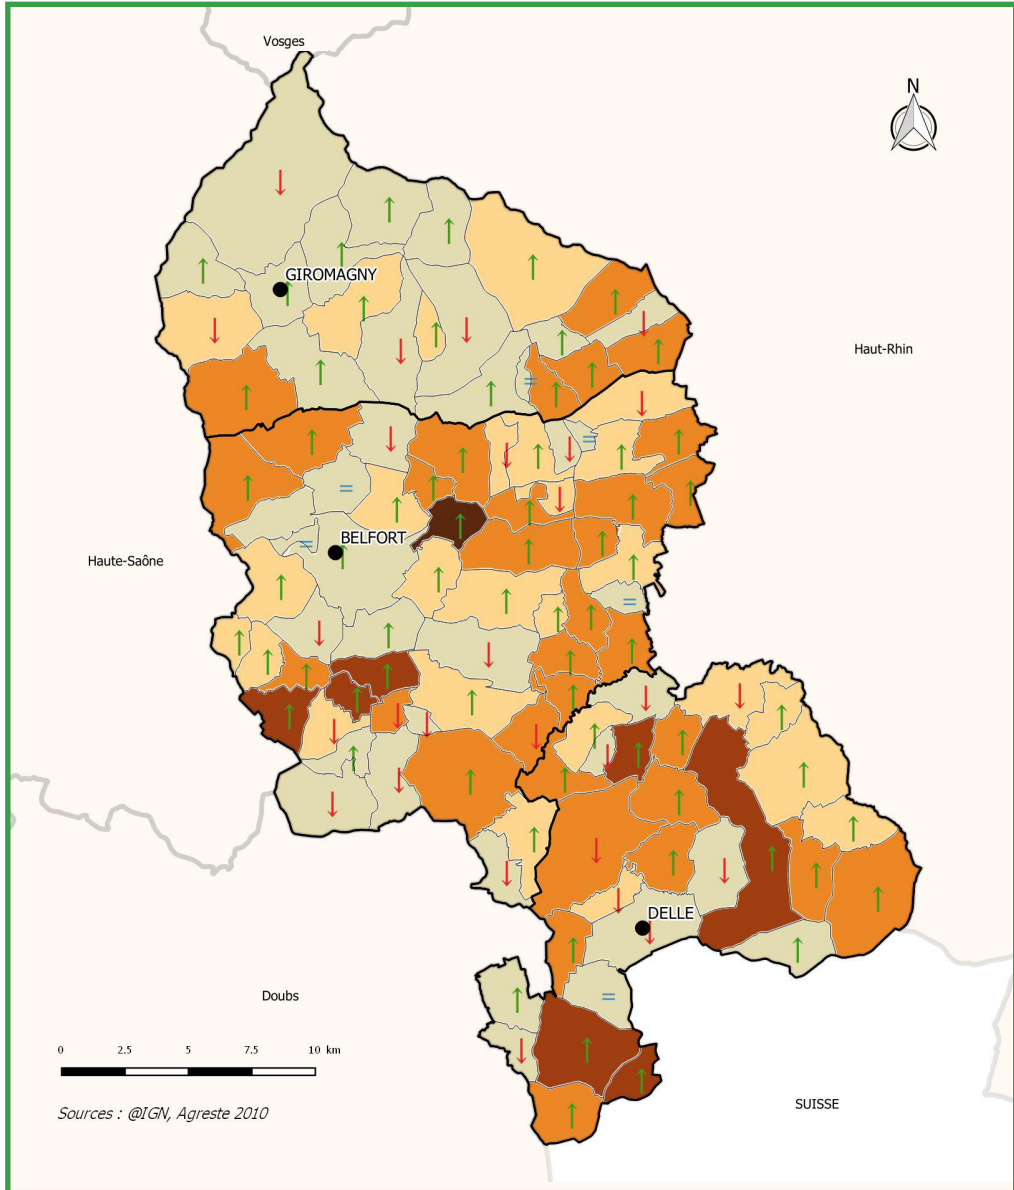 Vosges
N
GIROMAGNY
Haut-Rhin
BELFORT
Haute-Saône
DELLE
Doubs
0 2.5 5 7.5 10 km
SUISSE
Sources : @IGN, Agreste 2010